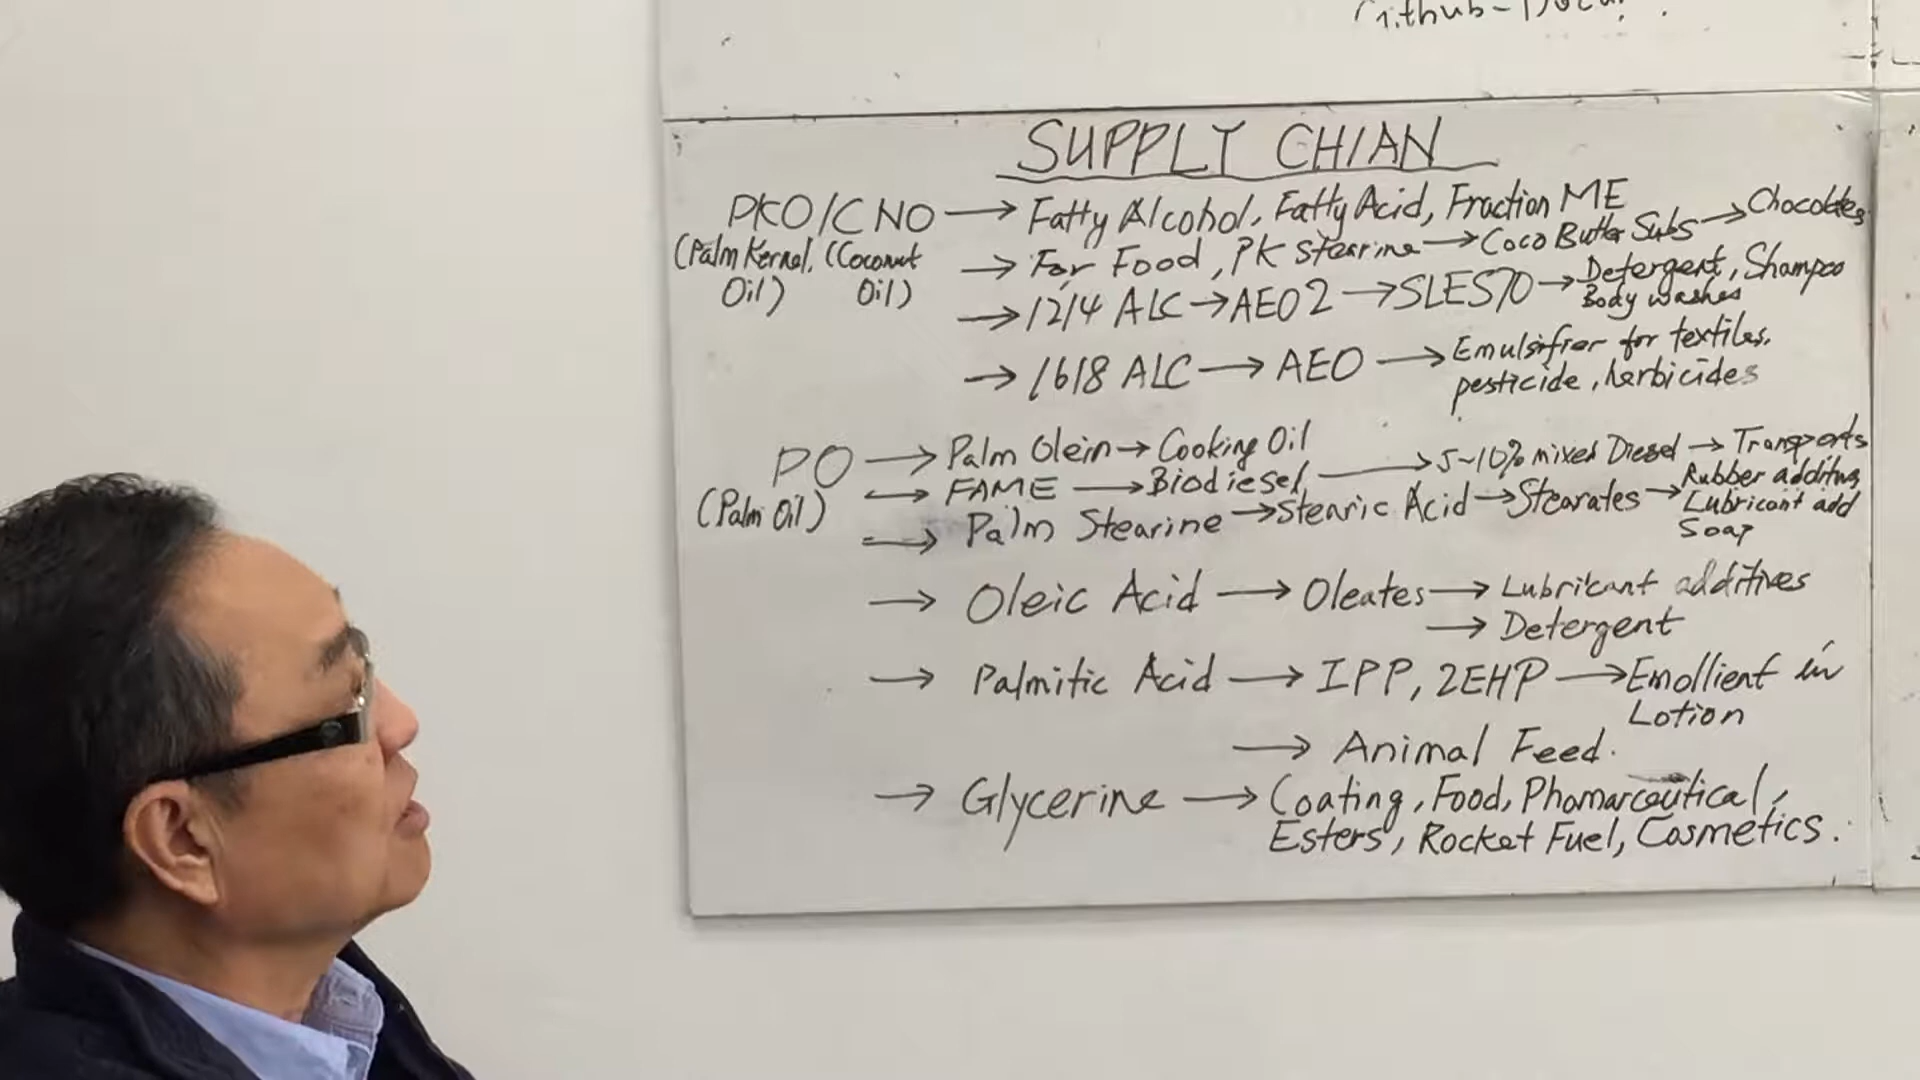 SUPPLY CHIAN
PKO/CNO → Fatty Alcohol, Fatty Acid, Fraction ME
(Palm Kernel Oil) (Coconut Oil)
→ For Food, PK Stearine → Coco Butter Subs → Chocolates
→ 1214 ALC → AEO2 → SLES70 → Detergent, Shampoo
Body washes
→ 1618 ALC → AEO → Emulsifier for textiles,
pesticide, herbicides
PO → Palm Olein → Cooking Oil
(Palm Oil)
→ FAME → Biodiesel → 5~10% mixed Diesel → Transports
→ Palm Stearine → Stearic Acid → Stearates → Rubber additives
Lubricant add
Soap
→ Oleic Acid → Oleates → Lubricant additives
→ Detergent
→ Palmitic Acid → IPP, 2EHP → Emollient in
Lotion
→ Animal Feed.
→ Glycerine → Coating, Food, Phomarceutical,
Esters, Rocket Fuel, Cosmetics.